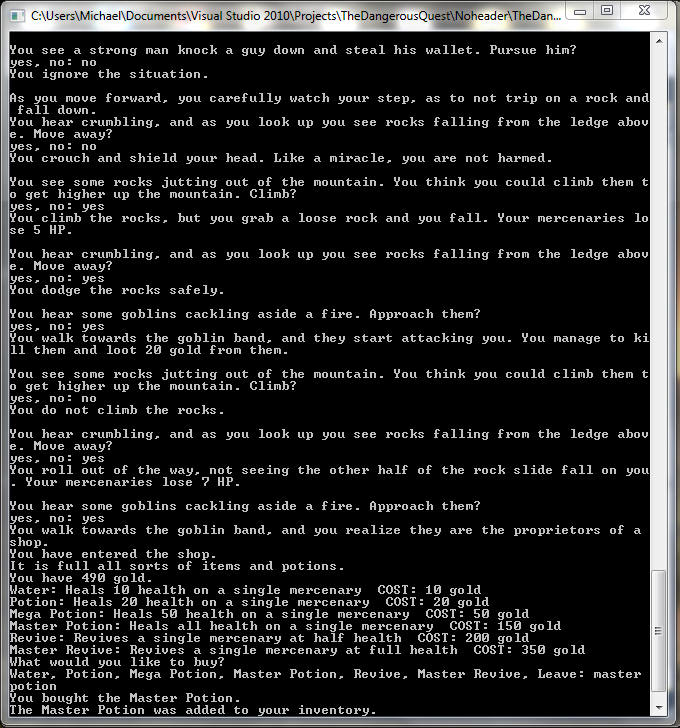 C:\Users\Michael\Documents\Visual Studio 2010\Projects\TheDangerousQuest\Noheader\TheDan...
You see a strong man knock a guy down and steal his wallet. Pursue him?
yes, no: no
You ignore the situation.
As you move forward, you carefully watch your step, as to not trip on a rock and
 fall down.
You hear crumbling, and as you look up you see rocks falling from the ledge abov
e. Move away?
yes, no: no
You crouch and shield your head. Like a miracle, you are not harmed.
You see some rocks jutting out of the mountain. You think you could climb them t
o get higher up the mountain. Climb?
yes, no: yes
You climb the rocks, but you grab a loose rock and you fall. Your mercenaries lo
se 5 HP.
You hear crumbling, and as you look up you see rocks falling from the ledge abov
e. Move away?
yes, no: yes
You dodge the rocks safely.
You hear some goblins cackling aside a fire. Approach them?
yes, no: yes
You walk towards the goblin band, and they start attacking you. You manage to ki
ll them and loot 20 gold from them.
You see some rocks jutting out of the mountain. You think you could climb them t
o get higher up the mountain. Climb?
yes, no: no
You do not climb the rocks.
You hear crumbling, and as you look up you see rocks falling from the ledge abov
e. Move away?
yes, no: yes
You roll out of the way, not seeing the other half of the rock slide fall on you
. Your mercenaries lose 7 HP.
You hear some goblins cackling aside a fire. Approach them?
yes, no: yes
You walk towards the goblin band, and you realize they are the proprietors of a
shop.
You have entered the shop.
It is full all sorts of items and potions.
You have 490 gold.
Water: Heals 10 health on a single mercenary  COST: 10 gold
Potion: Heals 20 health on a single mercenary  COST: 20 gold
Mega Potion: Heals 50 health on a single mercenary  COST: 50 gold
Master Potion: Heals all health on a single mercenary  COST: 150 gold
Revive: Revives a single mercenary at half health  COST: 200 gold
Master Revive: Revives a single mercenary at full health  COST: 350 gold
What would you like to buy?
Water, Potion, Mega Potion, Master Potion, Revive, Master Revive, Leave: master
potion
You bought the Master Potion.
The Master Potion was added to your inventory.